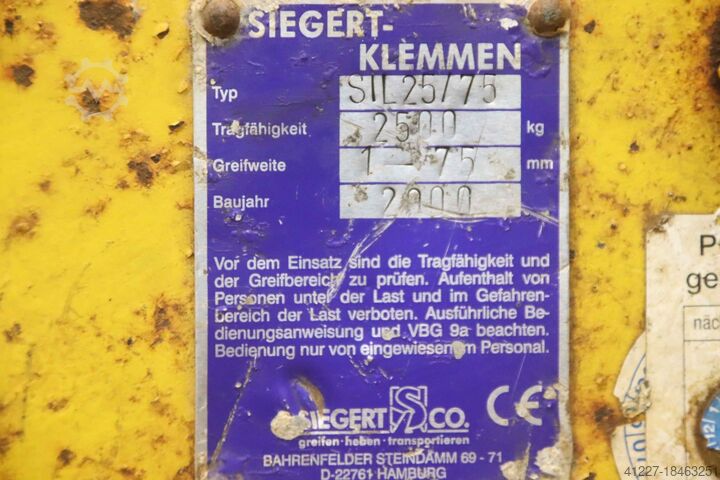 SIEGERT-
KLEMMEN
Typ SIL25/75
Tragfähigkeit 2500 kg
Greifweite 1 - 75 mm
Baujahr 2000
Vor dem Einsatz sind die Tragfähigkeit und
der Greifbereich zu prüfen. Aufenthalt von
Personen unter der Last und im Gefahren-
bereich der Last verboten. Ausführliche Be-
dienungsanweisung und VBG 9a beachten.
Bedienung nur von eingewiesenem Personal.
SIEGERT & CO. CE
greifen·heben·transportieren
BAHRENFELDER STEINDAMM 69 - 71
D-22761 HAMBURG
ge
näc
41227-18463251